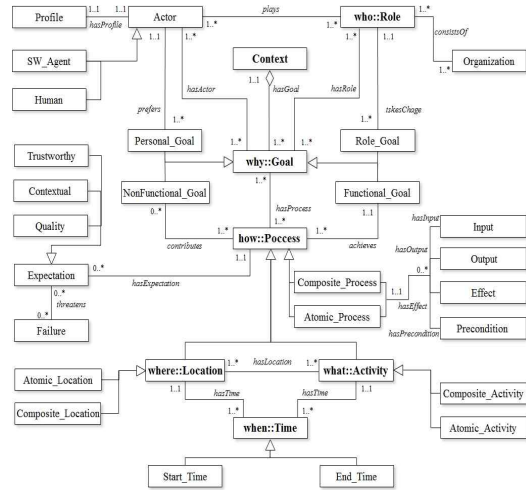 Profile
1..1
1..1
hasProfile
Actor
1..*
plays
1..*
who::Role
1..*
consistsOf
1..*
Organization
SW_Agent
Human
1..1
1..*
1..*
1..1
Context
1..1
hasGoal
hasActor
hasRole
prefers
tskesChage
1..*
1..*
1..*
1..*
1..*
Personal_Goal
why::Goal
Role_Goal
Trustworthy
Contextual
Quality
NonFunctional_Goal
Functional_Goal
0..*
1..*
hasProcess
1..1
contributes
1..*
1..*
1..*
achieves
how::Poccess
Expectation
0..*
hasExpectation
1..1
0..*
threatens
0..*
Failure
Composite_Process
Atomic_Process
1..1
0..*
hasInput
hasOutput
hasEffect
hasPrecondition
Input
Output
Effect
Precondition
where::Location
1..*
hasLocation
1..*
what::Activity
Atomic_Location
Composite_Location
1..1
hasTime
1..*
1..1
hasTime
1..*
when::Time
Composite_Activity
Atomic_Activity
Start_Time
End_Time